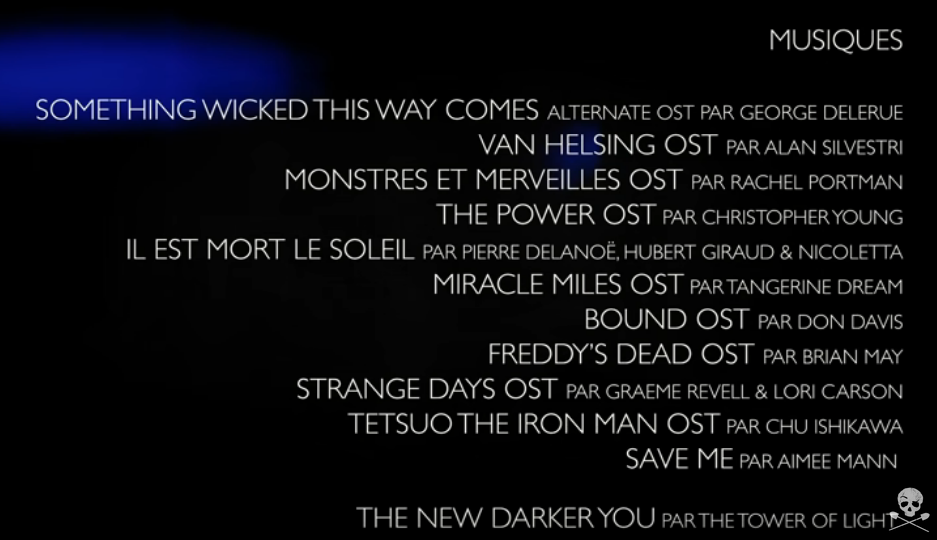 MUSIQUES
SOMETHING WICKED THIS WAY COMES ALTERNATE OST PAR GEORGE DELERUE
VAN HELSING OST PAR ALAN SILVESTRI
MONSTRES ET MERVEILLES OST PAR RACHEL PORTMAN
THE POWER OST PAR CHRISTOPHER YOUNG
IL EST MORT LE SOLEIL PAR PIERRE DELANOË, HUBERT GIRAUD & NICOLETTA
MIRACLE MILES OST PAR TANGERINE DREAM
BOUND OST PAR DON DAVIS
FREDDY'S DEAD OST PAR BRIAN MAY
STRANGE DAYS OST PAR GRAEME REVELL & LORI CARSON
TETSUO THE IRON MAN OST PAR CHU ISHIKAWA
SAVE ME PAR AIMEE MANN
THE NEW DARKER YOU PAR THE TOWER OF LIGHT